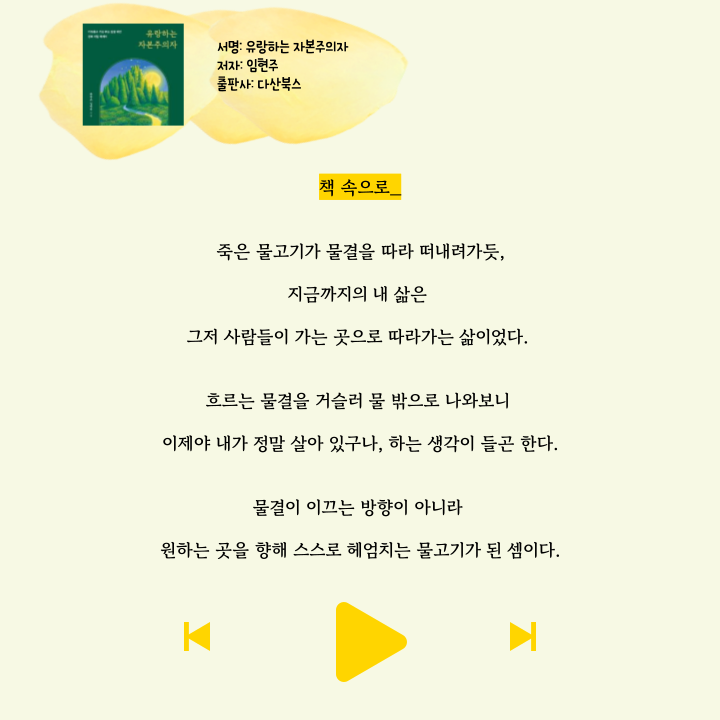 유랑하는
자본주의자
서명: 유랑하는 자본주의자
저자: 임현주
출판사: 다산북스
책 속으로_
죽은 물고기가 물결을 따라 떠내려가듯,
지금까지의 내 삶은
그저 사람들이 가는 곳으로 따라가는 삶이었다.
흐르는 물결을 거슬러 물 밖으로 나와보니
이제야 내가 정말 살아 있구나, 하는 생각이 들곤 한다.
물결이 이끄는 방향이 아니라
원하는 곳을 향해 스스로 헤엄치는 물고기가 된 셈이다.